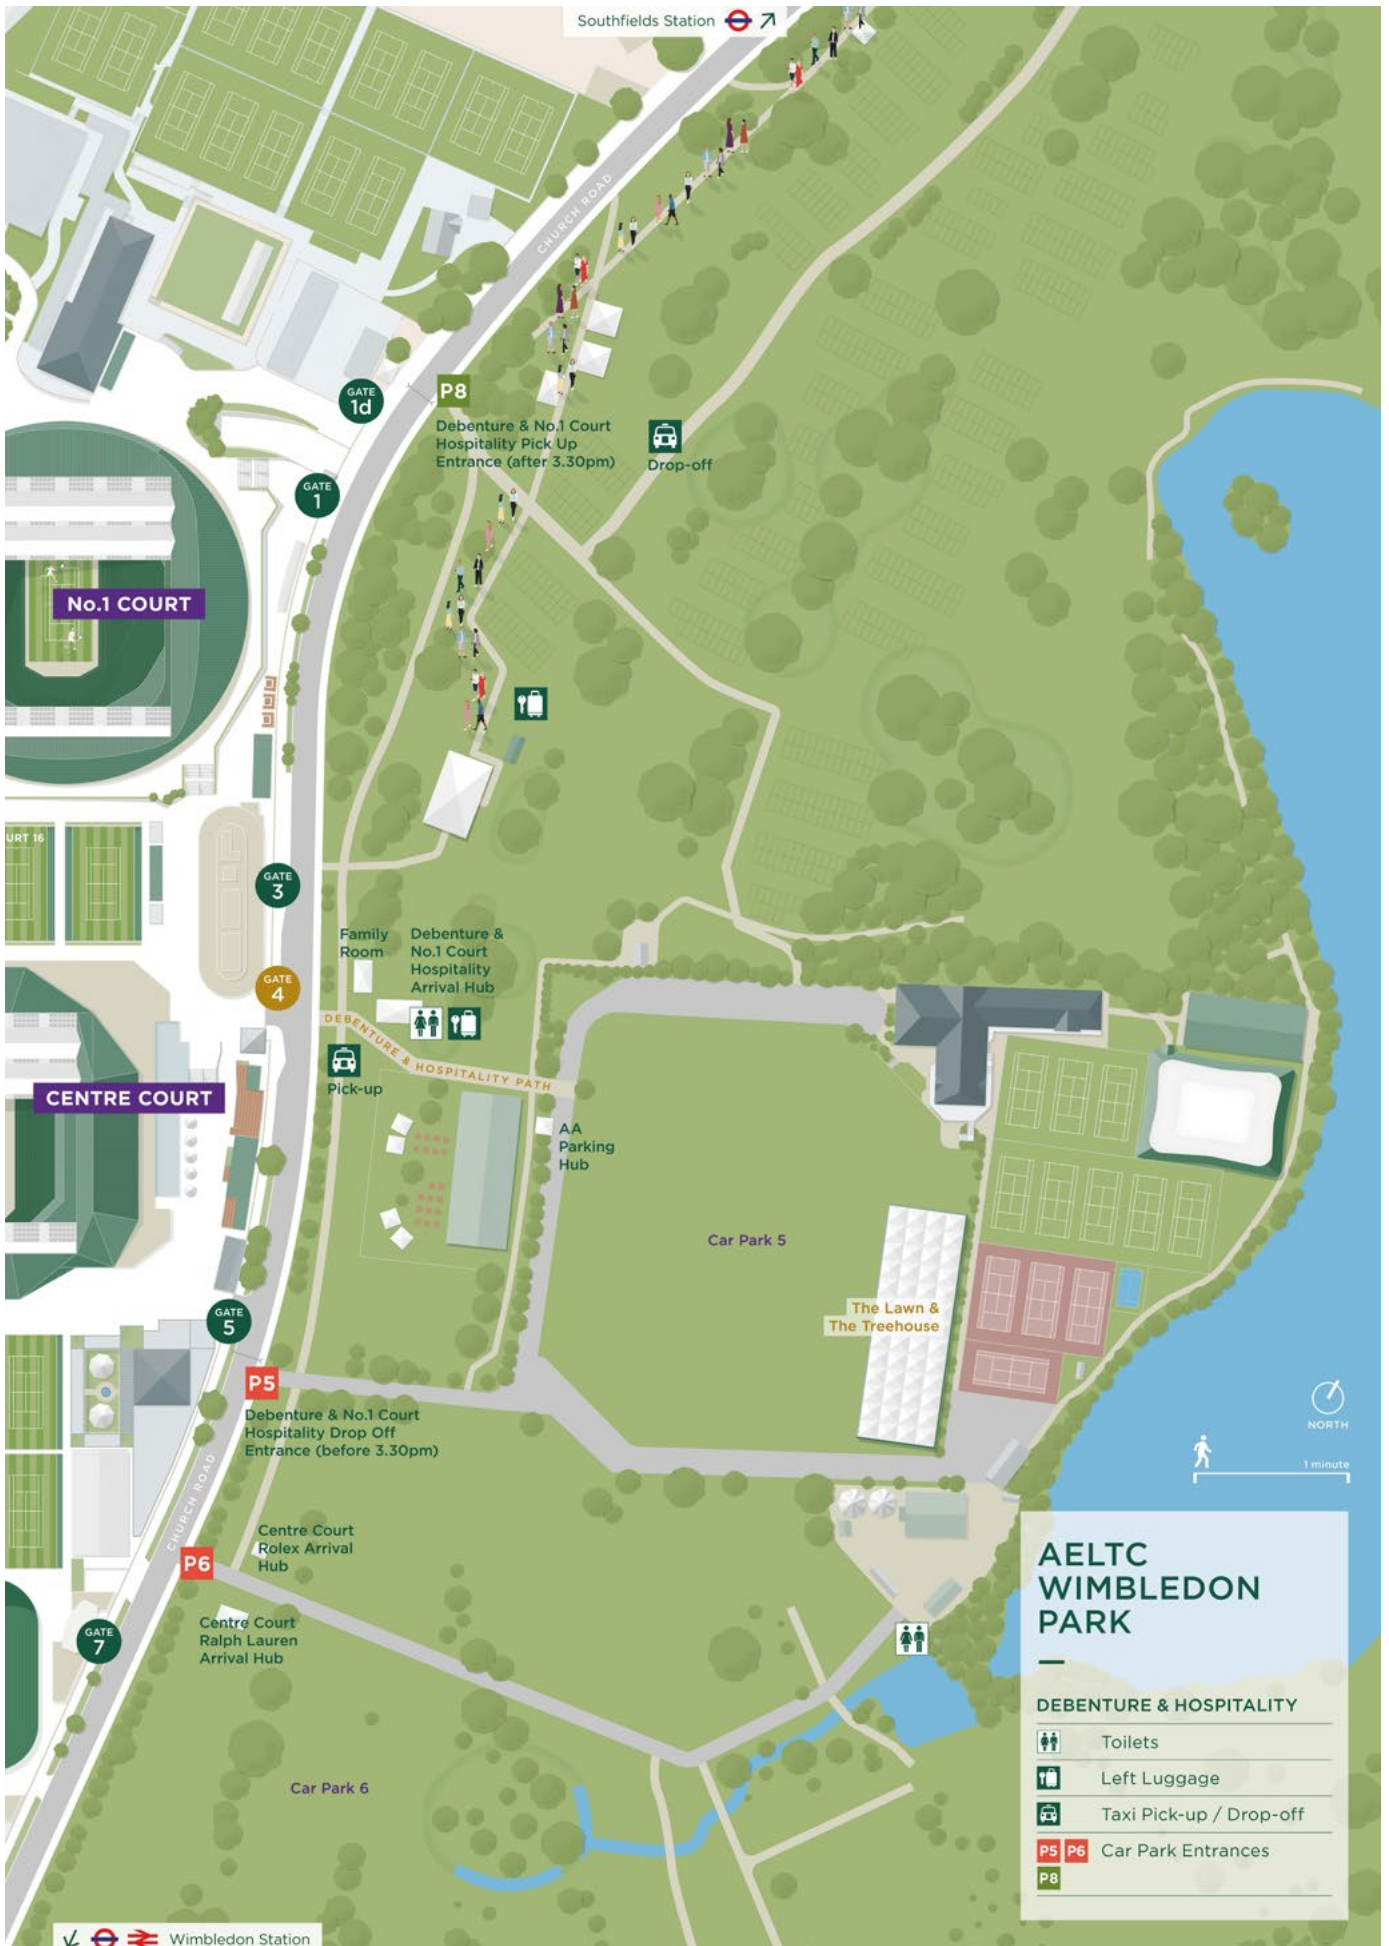 Southfields Station
CHURCH ROAD
GATE
1d
P8
Debenture & No.1 Court
Hospitality Pick Up
Entrance (after 3.30pm)
Drop-off
GATE
1
No.1 COURT
URT 16
GATE
3
Family
Room
Debenture &
No.1 Court
Hospitality
Arrival Hub
GATE
4
DEBENTURE & HOSPITALITY PATH
Pick-up
CENTRE COURT
AA
Parking
Hub
Car Park 5
The Lawn &
The Treehouse
GATE
5
P5
Debenture & No.1 Court
Hospitality Drop Off
Entrance (before 3.30pm)
NORTH
1 minute
CHURCH ROAD
Centre Court
Rolex Arrival
Hub
P6
Centre Court
Ralph Lauren
Arrival Hub
GATE
7
Car Park 6
AELTC
WIMBLEDON
PARK
DEBENTURE & HOSPITALITY
Toilets
Left Luggage
Taxi Pick-up / Drop-off
P5 P6 Car Park Entrances
P8
Wimbledon Station